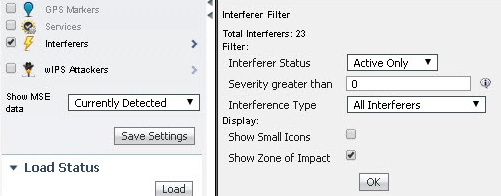 GPS Markers
Services
Interferers
wIPS Attackers
Show MSE data
Currently Detected
Save Settings
Load Status
Load
Interferer Filter
Total Interferers: 23
Filter:
Interferer Status Active Only
Severity greater than 0
Interference Type All Interferers
Display:
Show Small Icons
Show Zone of Impact
OK